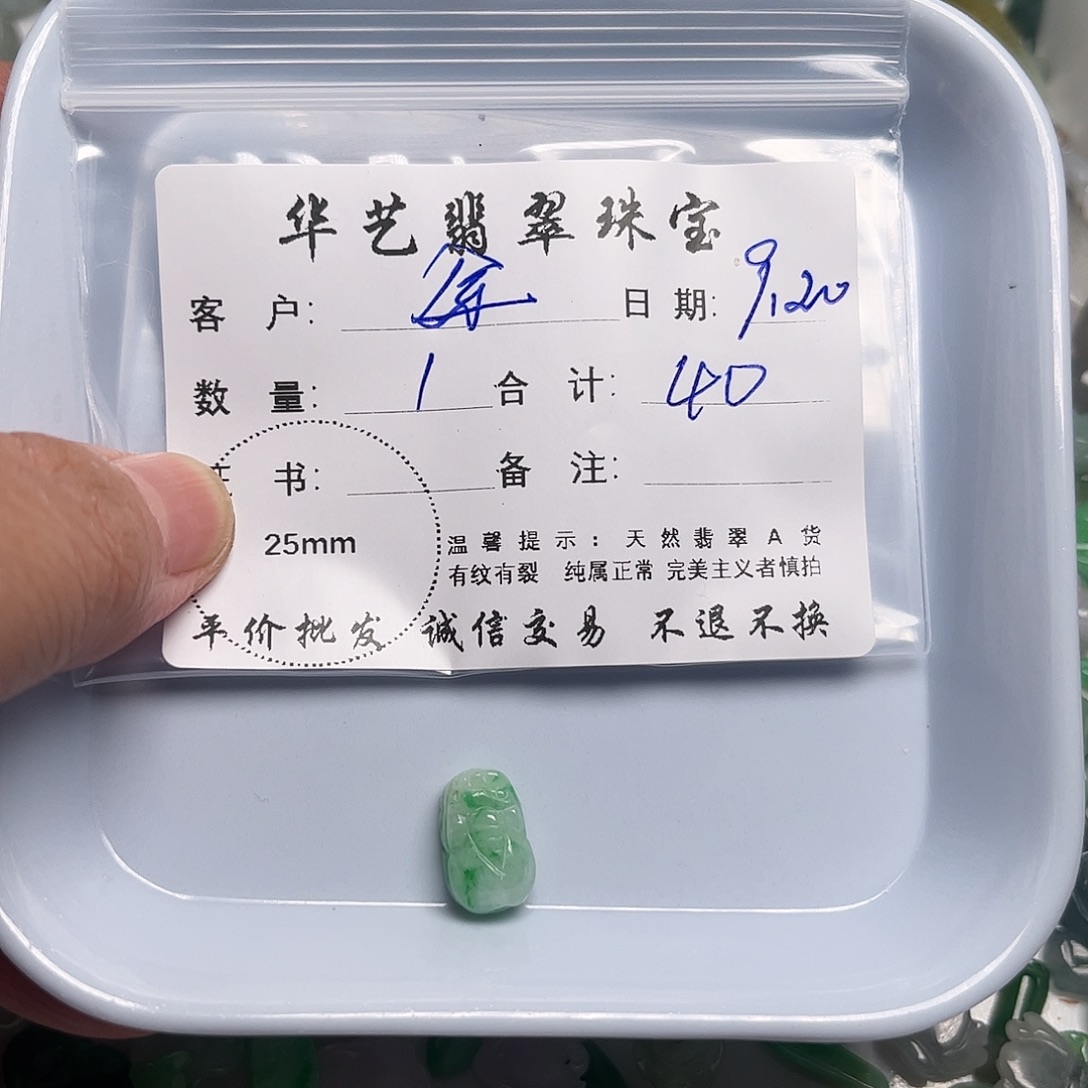 华艺翡翠珠宝
客 户： 日 期：9.20
数 量：1 合 计：40
书： 备 注：
25mm
温馨提示：天然翡翠A货
有纹有裂 纯属正常 完美主义者慎拍
平价批发 诚信交易 不退不换